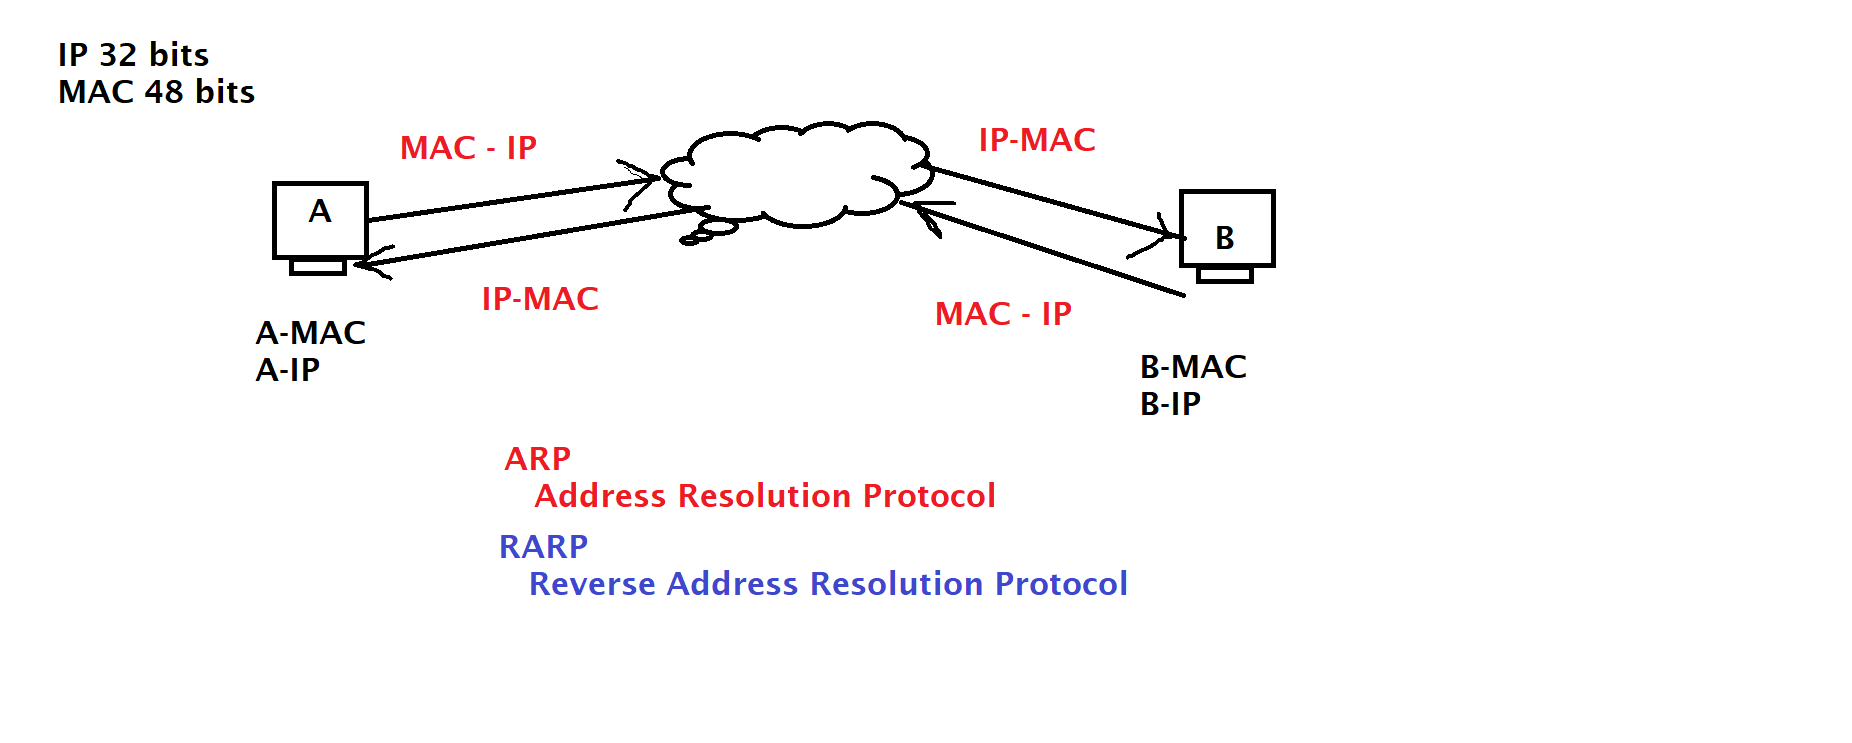 IP 32 bits
MAC 48 bits
MAC - IP
IP-MAC
A
B
IP-MAC
MAC - IP
A-MAC
A-IP
B-MAC
B-IP
ARP
Address Resolution Protocol
RARP
Reverse Address Resolution Protocol